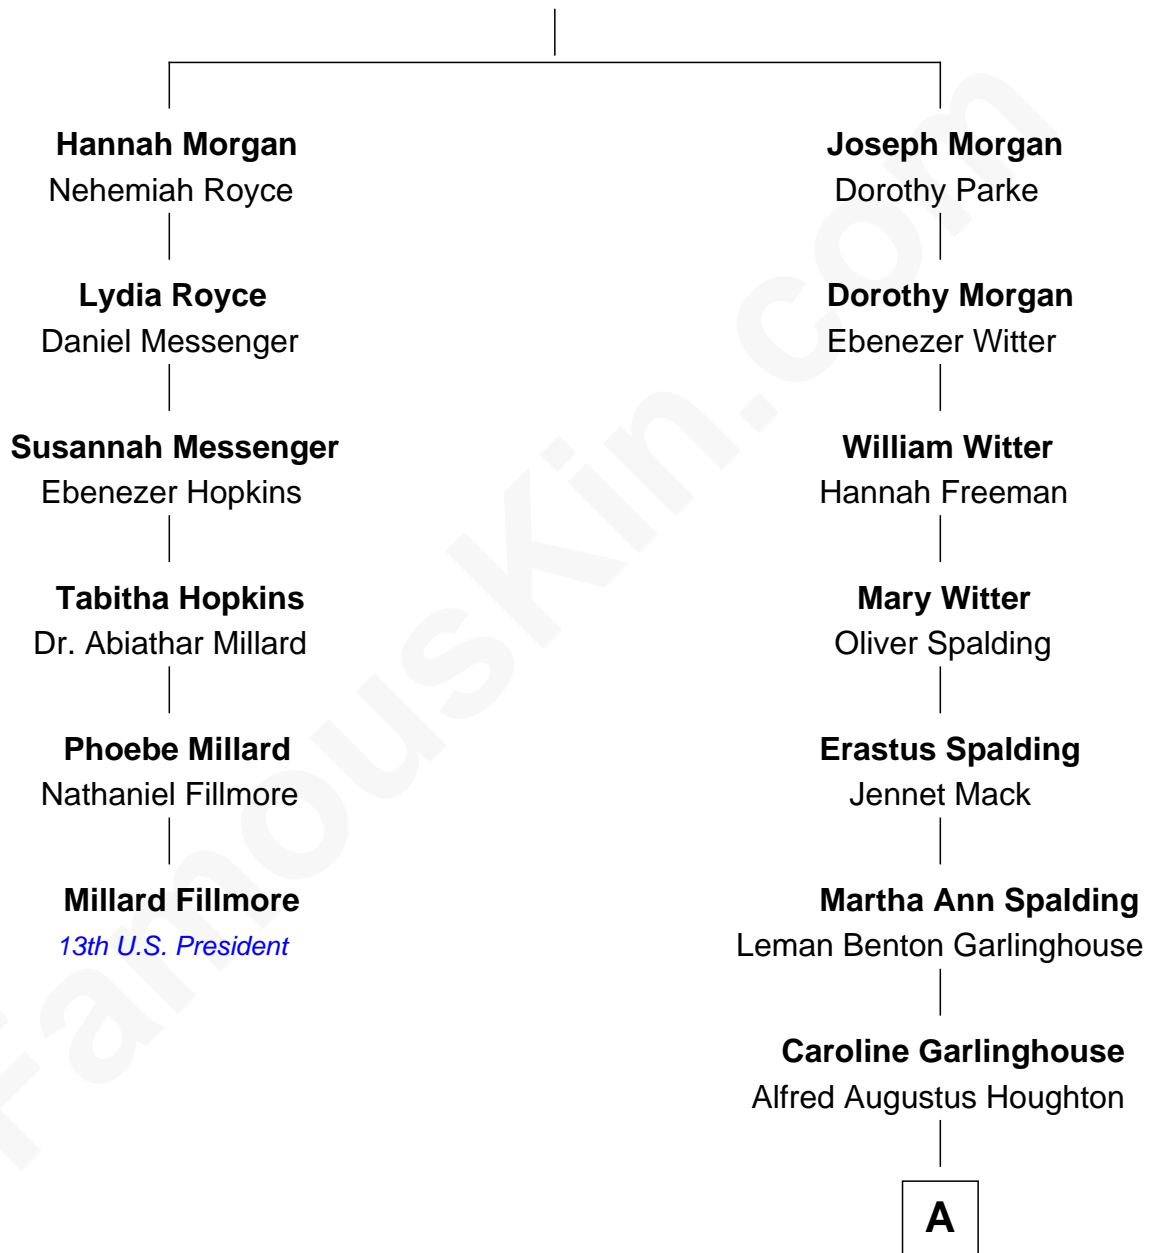 Hannah Morgan
Nehemiah Royce
Lydia Royce
Daniel Messenger
Susannah Messenger
Ebenezer Hopkins
Tabitha Hopkins
Dr. Abiathar Millard
Phoebe Millard
Nathaniel Fillmore
Millard Fillmore
13th U.S. President
Joseph Morgan
Dorothy Parke
Dorothy Morgan
Ebenezer Witter
William Witter
Hannah Freeman
Mary Witter
Oliver Spalding
Erastus Spalding
Jennet Mack
Martha Ann Spalding
Leman Benton Garlinghouse
Caroline Garlinghouse
Alfred Augustus Houghton
A
FamousKin.com